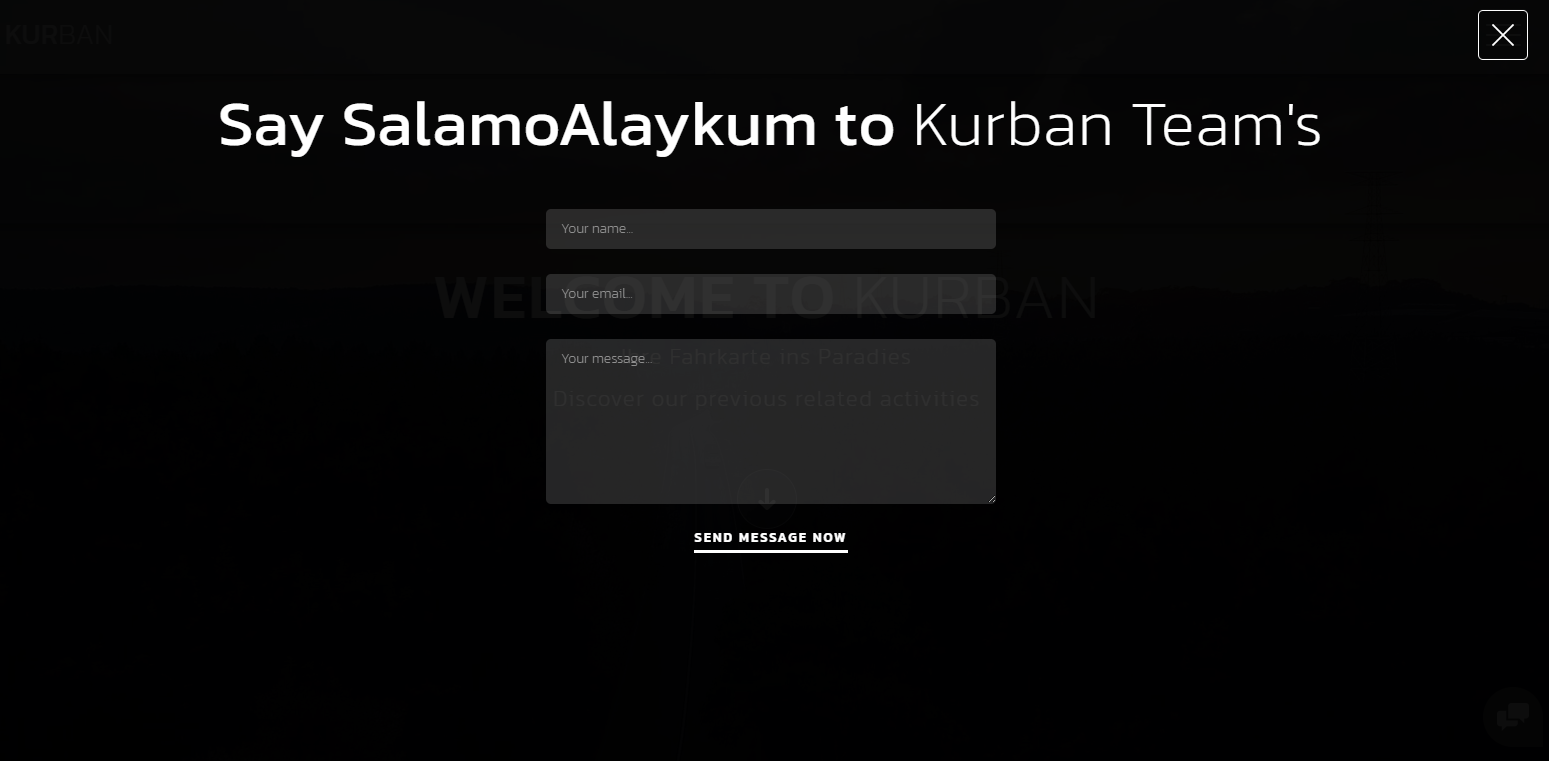 KURBAN
Say SalamoAlaykum to Kurban Team's
Your name...
Your email...
WELCOME TO KURBAN
Your message...
Fahrkarte ins Paradies
Discover our previous related activities
SEND MESSAGE NOW